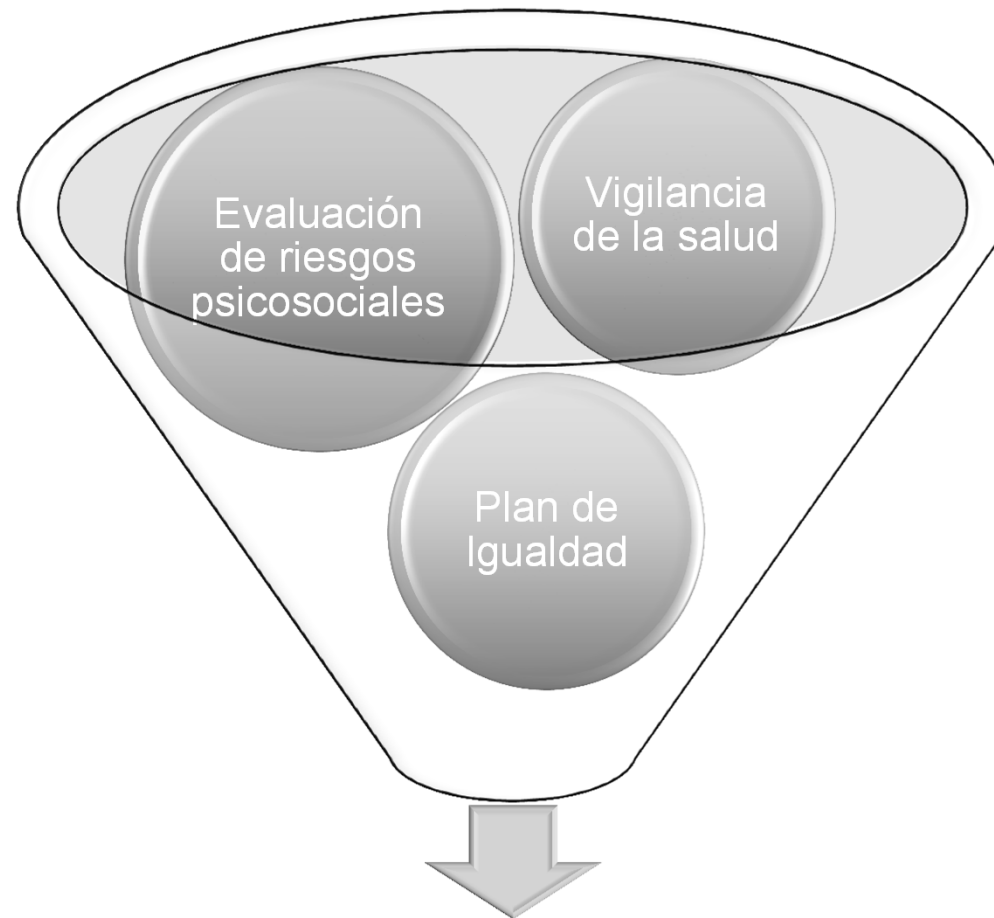 Evaluación
de riesgos
psicosociales
Vigilancia
de la salud
Plan de
Igualdad